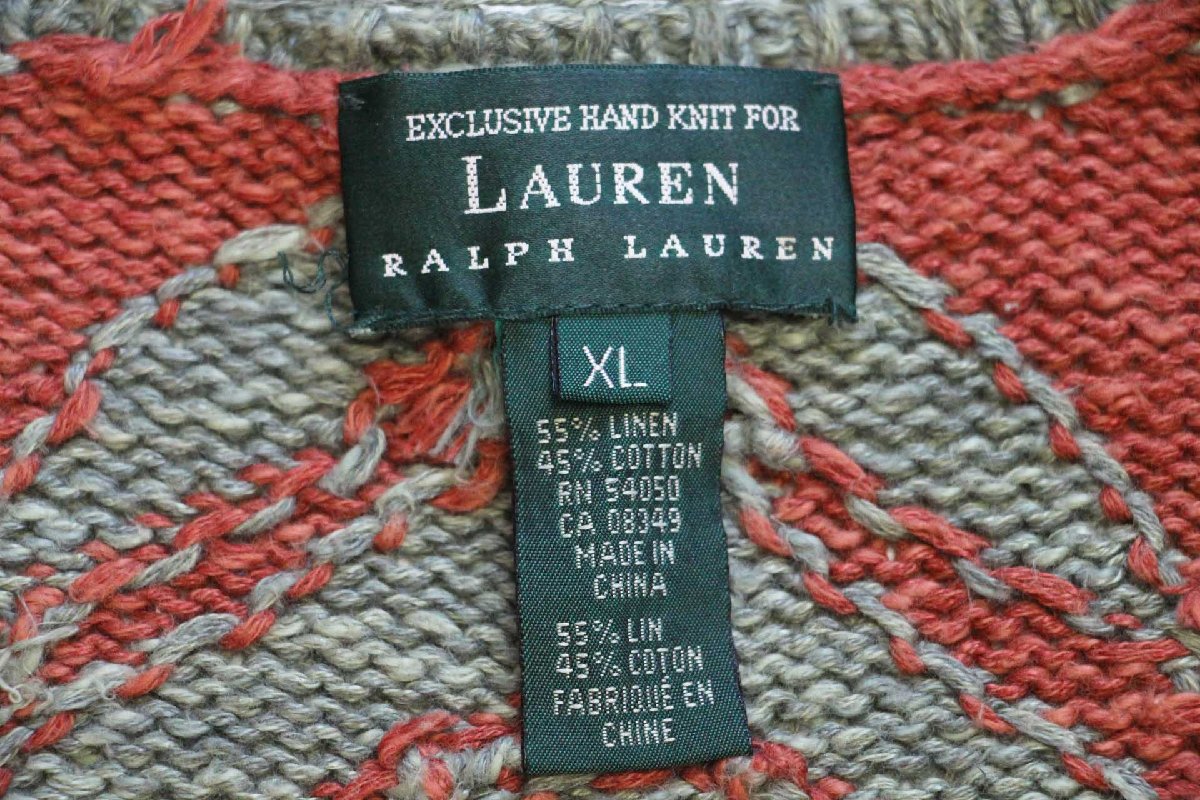 EXCLUSIVE HAND KNIT FOR
LAUREN
RALPH LAUREN
XL
55% LINEN
45% COTTON
RN 54050
CA 08349
MADE IN
CHINA
55% LIN
45% COTON
FABRIQUÉ EN
CHINE